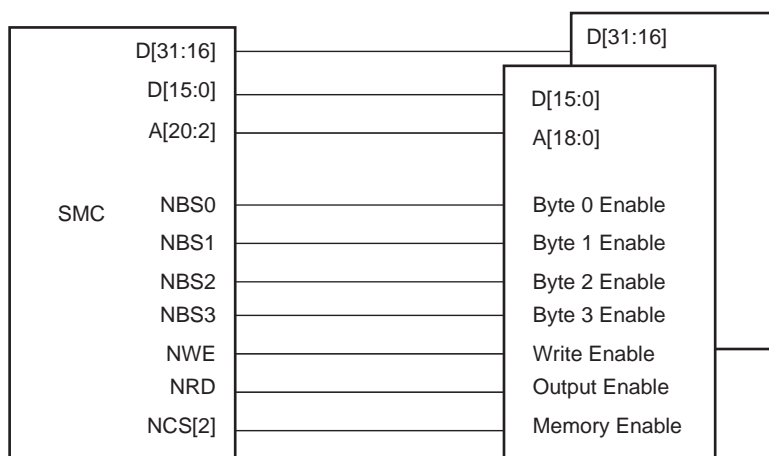 D[31:16]
D[31:16]
D[15:0]
D[15:0]
A[20:2]
A[18:0]
SMC
NBS0
Byte 0 Enable
NBS1
Byte 1 Enable
NBS2
Byte 2 Enable
NBS3
Byte 3 Enable
NWE
Write Enable
NRD
Output Enable
NCS[2]
Memory Enable